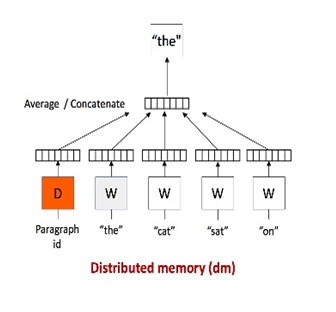 “the”
Average / Concatenate
D W W W W
Paragraph id “the” “cat” “sat” “on”
Distributed memory (dm)